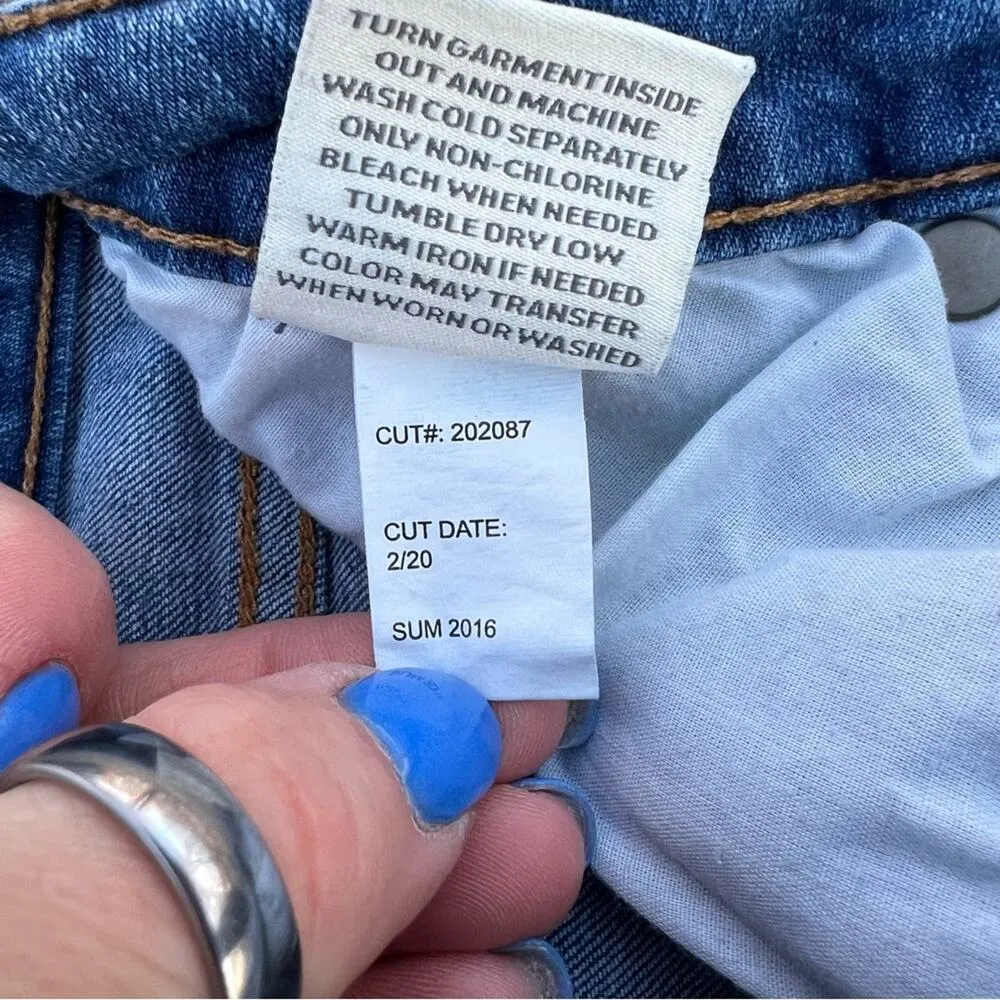 TURN GARMENT INSIDE
OUT AND MACHINE
WASH COLD SEPARATELY
ONLY NON-CHLORINE
BLEACH WHEN NEEDED
TUMBLE DRY LOW
WARM IRON IF NEEDED
COLOR MAY TRANSFER
WHEN WORN OR WASHED
CUT#: 202087
CUT DATE:
2/20
SUM 2016